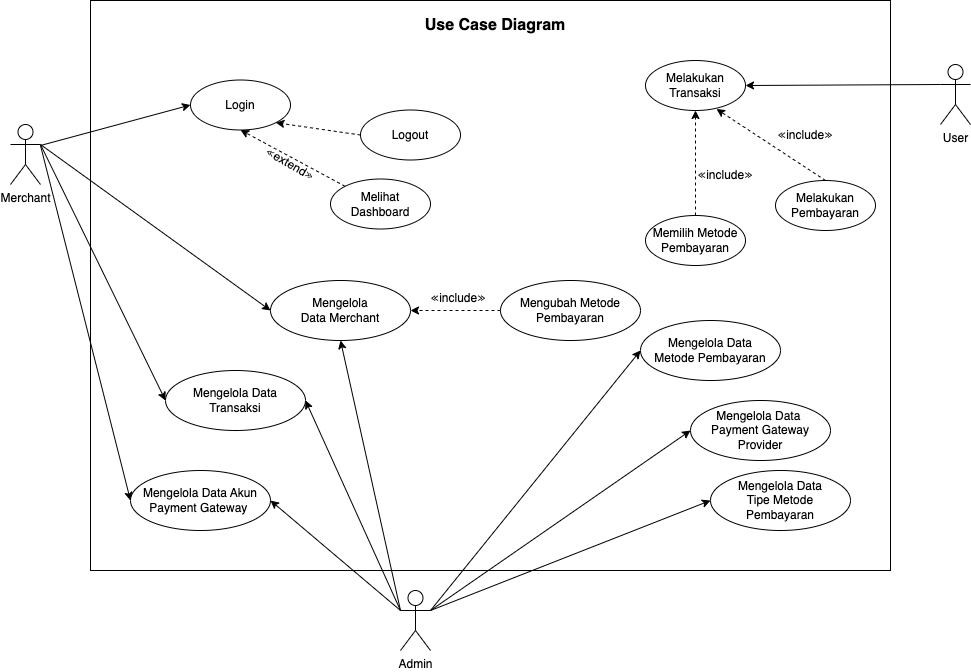 Use Case Diagram
Login
Logout
«extend»
Melihat
Dashboard
Merchant
Melakukan
Transaksi
User
«include»
«include»
Melakukan
Pembayaran
Memilih Metode
Pembayaran
Mengelola
Data Merchant
«include»
Mengubah Metode
Pembayaran
Mengelola Data
Metode Pembayaran
Mengelola Data
Transaksi
Mengelola Data
Payment Gateway
Provider
Mengelola Data Akun
Payment Gateway
Mengelola Data
Tipe Metode
Pembayaran
Admin